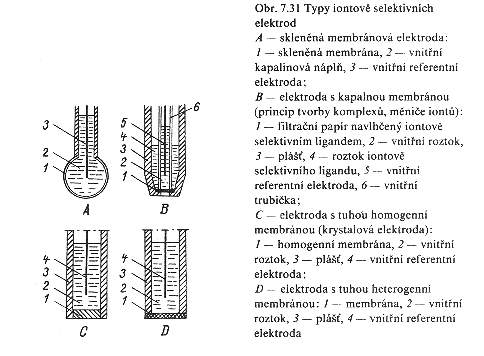 Obr. 7.31 Typy iontově selektivních
elektrod
A — skleněná membránová elektroda:
1 — skleněná membrána, 2 — vnitřní
kapalinová náplň, 3 — vnitřní referentní
elektroda;
B — elektroda s kapalnou membránou
(princip tvorby komplexů, měniče iontů):
1 — filtrační papír navlhčený iontově
selektivním ligandem, 2 — vnitřní roztok,
3 — plášť, 4 — roztok iontově
selektivního ligandu, 5 — vnitřní
referentní elektroda, 6 — vnitřní
trubička;
C — elektroda s tuhou homogenní
membránou (krystalová elektroda):
1 — homogenní membrána, 2 — vnitřní
roztok, 3 — plášť, 4 — vnitřní referentní
elektroda;
D — elektroda s tuhou heterogenní
membránou: 1 — membrána, 2 — vnitřní
roztok, 3 — plášť, 4 — vnitřní referentní
elektroda
3
2
1
A
5
4
3
2
1
6
B
4
3
2
1
C
4
3
2
1
D